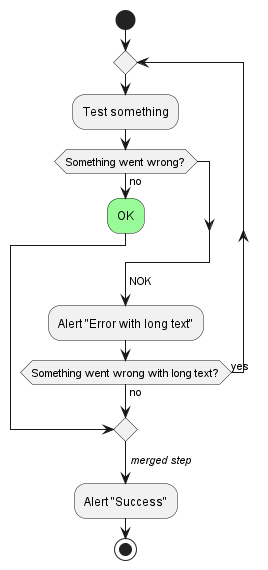 Test something
Something went wrong?
no
OK
NOK
Alert "Error with long text"
Something went wrong with long text?
yes
no
merged step
Alert "Success"